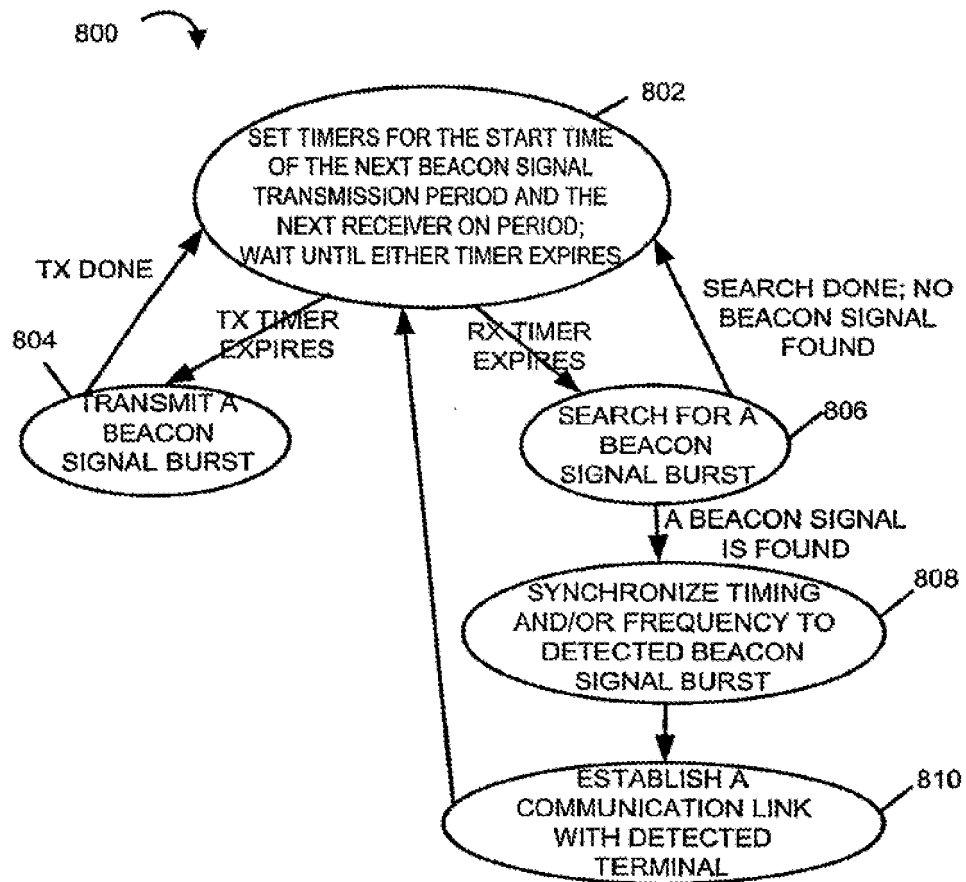 800
802
SET TIMERS FOR THE START TIME
OF THE NEXT BEACON SIGNAL
TRANSMISSION PERIOD AND THE
NEXT RECEIVER ON PERIOD;
WAIT UNTIL EITHER TIMER EXPIRES
TX DONE
SEARCH DONE; NO
BEACON SIGNAL
FOUND
804
TX TIMER
EXPIRES
RX TIMER
EXPIRES
TRANSMIT A
BEACON
SIGNAL BURST
SEARCH FOR A
BEACON
SIGNAL BURST
806
A BEACON SIGNAL
IS FOUND
808
SYNCHRONIZE TIMING
AND/OR FREQUENCY TO
DETECTED BEACON
SIGNAL BURST
810
ESTABLISH A
COMMUNICATION LINK
WITH DETECTED
TERMINAL